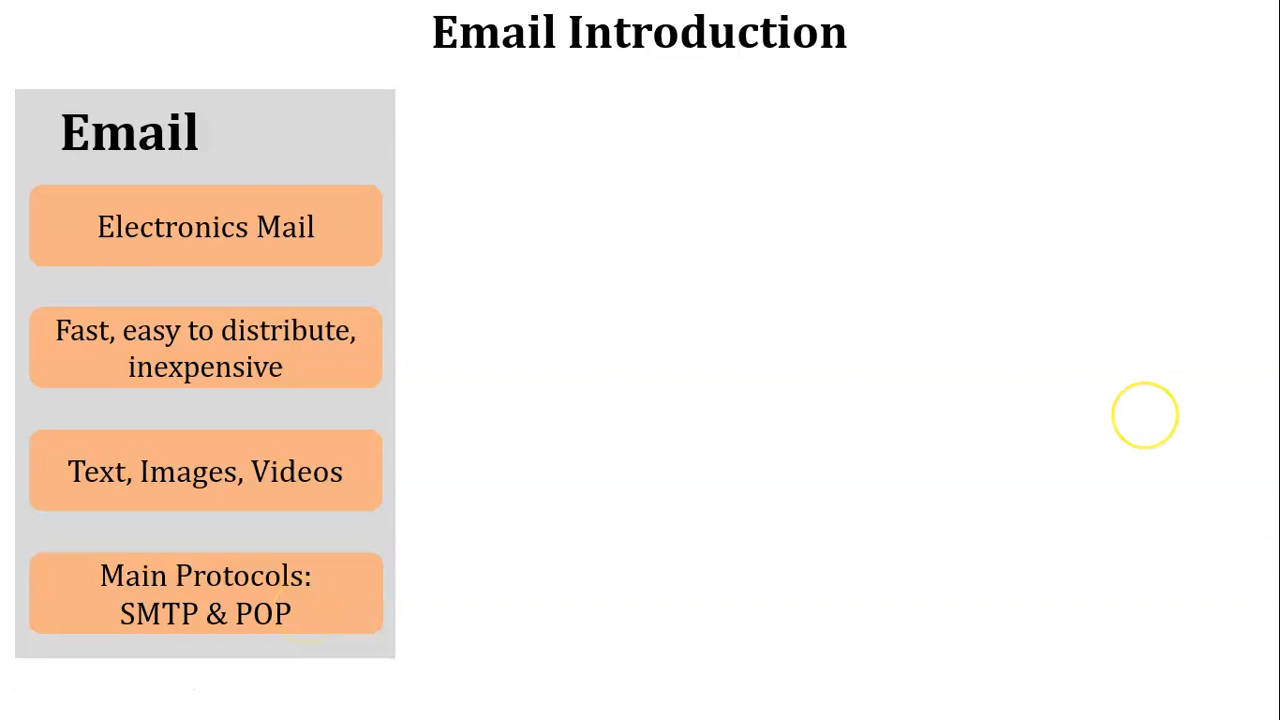 Email Introduction
Email
Electronics Mail
Fast, easy to distribute,
inexpensive
Text, Images, Videos
Main Protocols:
SMTP & POP